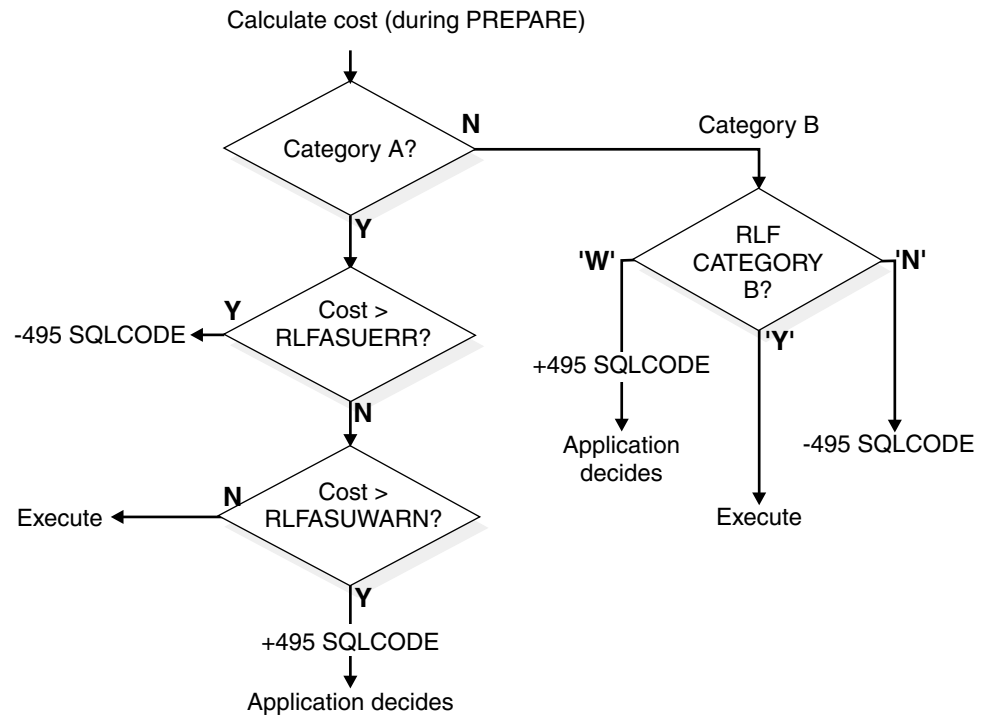 Calculate cost (during PREPARE)
Category A?
N
Category B
Y
RLF
CATEGORY
B?
'W'
'N'
'Y'
Cost >
RLFASUERR?
Y
-495 SQLCODE
N
+495 SQLCODE
Application
decides
-495 SQLCODE
Execute
Cost >
RLFASUWARN?
N
Execute
Y
+495 SQLCODE
Application decides